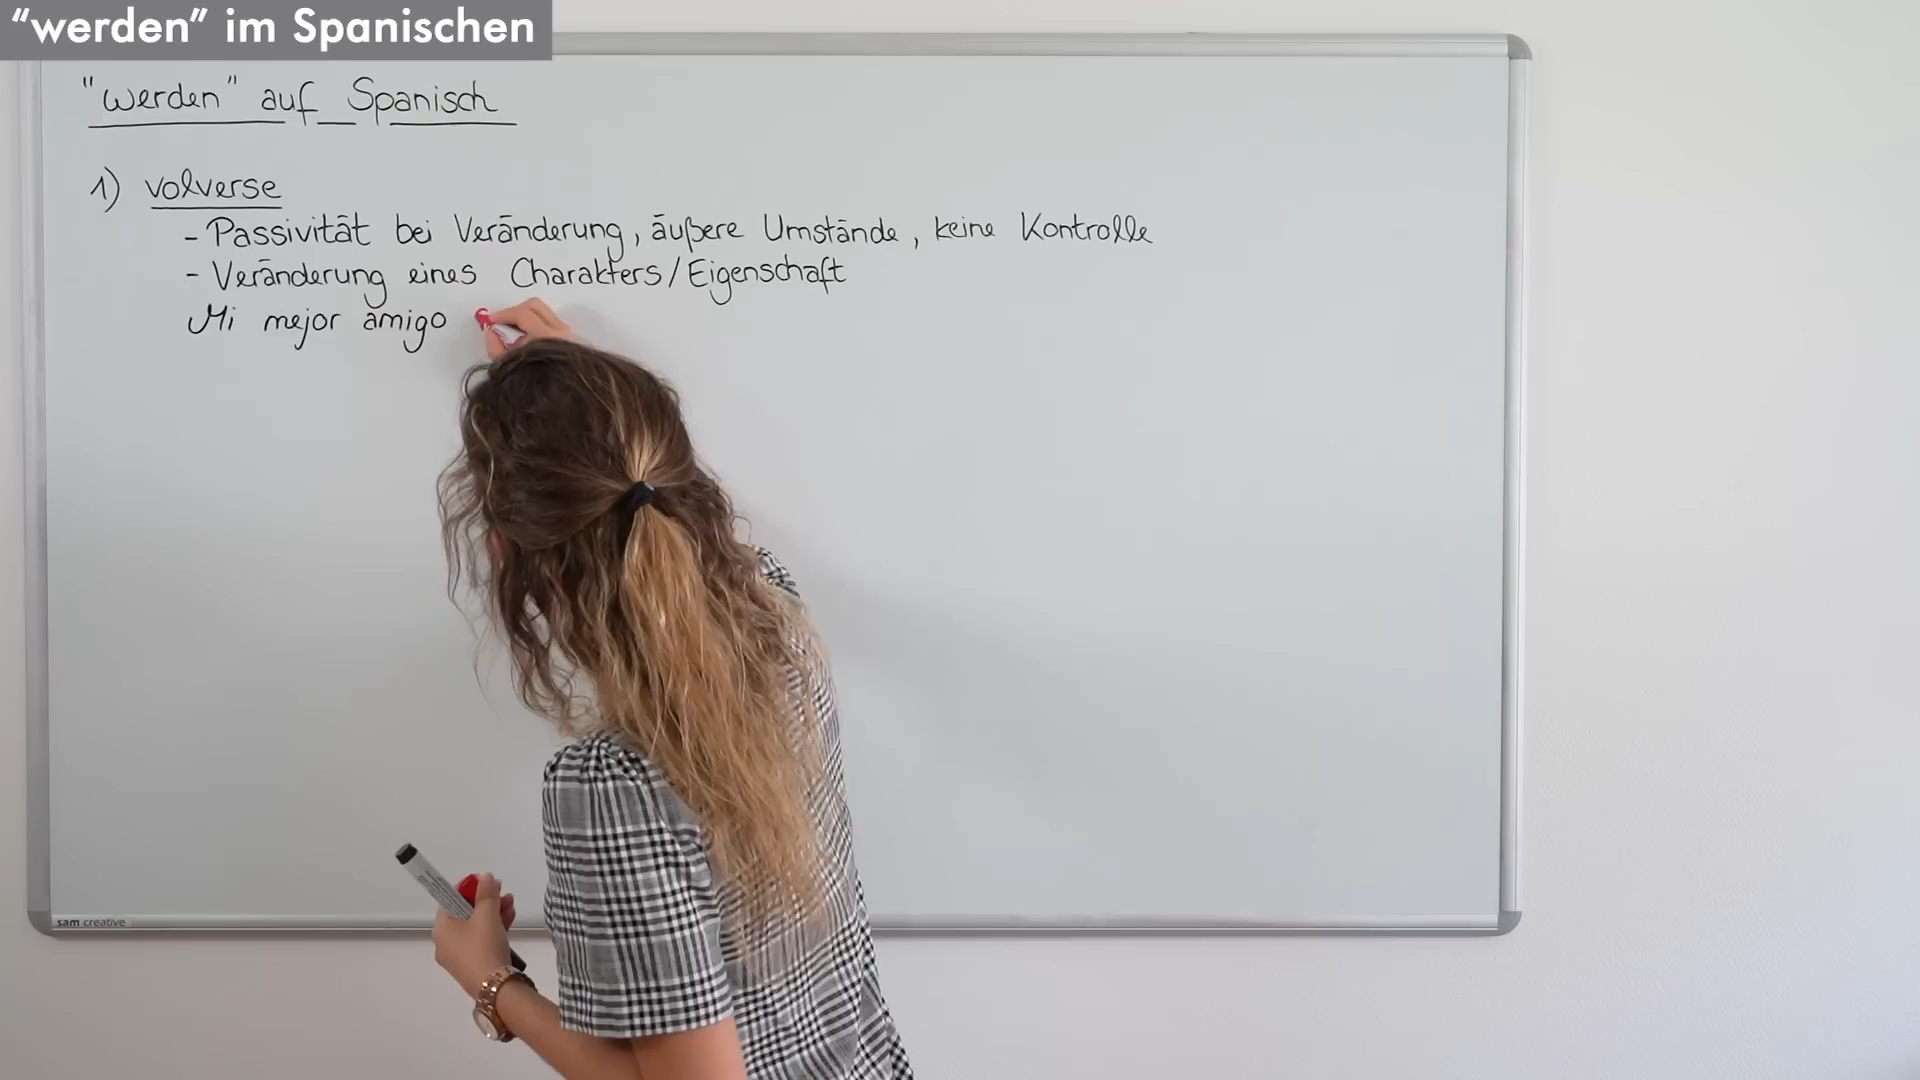 “werden” im Spanischen
"werden" auf Spanisch
1) volverse
- Passivität bei Veränderung, äußere Umstände, keine Kontrolle
- Veränderung eines Charakters/Eigenschaft
Mi mejor amigo
sam creative